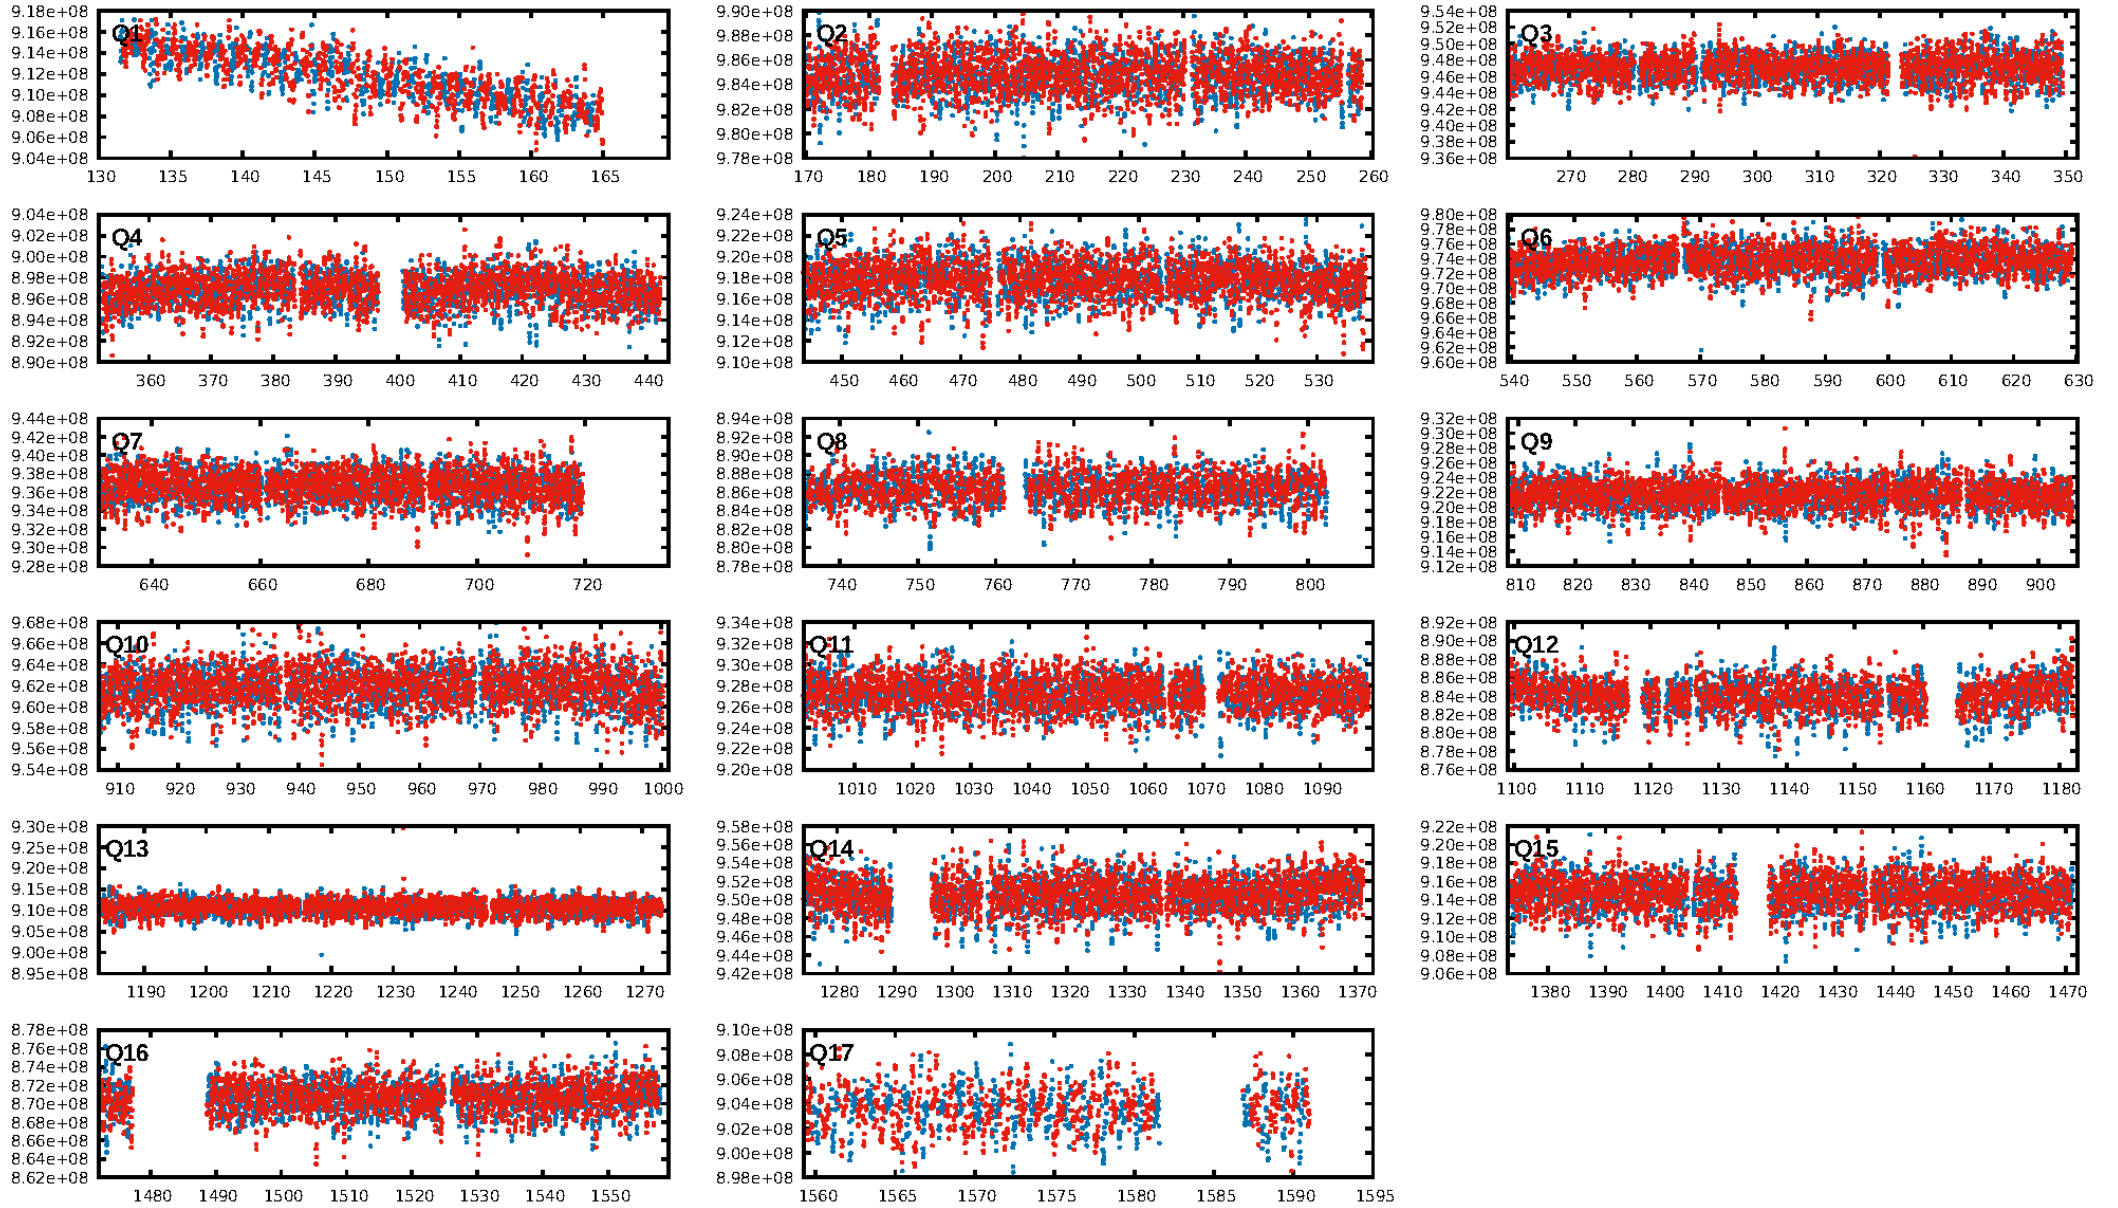 Q1
9.18e+08
9.16e+08
9.14e+08
9.12e+08
9.10e+08
9.08e+08
9.06e+08
9.04e+08
130 135 140 145 150 155 160 165
Q2
9.90e+08
9.88e+08
9.86e+08
9.84e+08
9.82e+08
9.80e+08
9.78e+08
170 180 190 200 210 220 230 240 250 260
Q3
9.54e+08
9.52e+08
9.50e+08
9.48e+08
9.46e+08
9.44e+08
9.42e+08
9.40e+08
9.38e+08
9.36e+08
270 280 290 300 310 320 330 340 350
Q4
9.04e+08
9.02e+08
9.00e+08
8.98e+08
8.96e+08
8.94e+08
8.92e+08
8.90e+08
360 370 380 390 400 410 420 430 440
Q5
9.24e+08
9.22e+08
9.20e+08
9.18e+08
9.16e+08
9.14e+08
9.12e+08
9.10e+08
450 460 470 480 490 500 510 520 530
Q6
9.80e+08
9.78e+08
9.76e+08
9.74e+08
9.72e+08
9.70e+08
9.68e+08
9.66e+08
9.64e+08
9.62e+08
9.60e+08
540 550 560 570 580 590 600 610 620 630
Q7
9.44e+08
9.42e+08
9.40e+08
9.38e+08
9.36e+08
9.34e+08
9.32e+08
9.30e+08
9.28e+08
640 660 680 700 720
Q8
8.94e+08
8.92e+08
8.90e+08
8.88e+08
8.86e+08
8.84e+08
8.82e+08
8.80e+08
8.78e+08
740 750 760 770 780 790 800
Q9
9.32e+08
9.30e+08
9.28e+08
9.26e+08
9.24e+08
9.22e+08
9.20e+08
9.18e+08
9.16e+08
9.14e+08
9.12e+08
810 820 830 840 850 860 870 880 890 900
Q10
9.68e+08
9.66e+08
9.64e+08
9.62e+08
9.60e+08
9.58e+08
9.56e+08
9.54e+08
910 920 930 940 950 960 970 980 990 1000
Q11
9.34e+08
9.32e+08
9.30e+08
9.28e+08
9.26e+08
9.24e+08
9.22e+08
9.20e+08
1010 1020 1030 1040 1050 1060 1070 1080 1090
Q12
8.92e+08
8.90e+08
8.88e+08
8.86e+08
8.84e+08
8.82e+08
8.80e+08
8.78e+08
8.76e+08
1100 1110 1120 1130 1140 1150 1160 1170 1180
Q13
9.30e+08
9.25e+08
9.20e+08
9.15e+08
9.10e+08
9.05e+08
9.00e+08
8.95e+08
1190 1200 1210 1220 1230 1240 1250 1260 1270
Q14
9.58e+08
9.56e+08
9.54e+08
9.52e+08
9.50e+08
9.48e+08
9.46e+08
9.44e+08
9.42e+08
1280 1290 1300 1310 1320 1330 1340 1350 1360 1370
Q15
9.22e+08
9.20e+08
9.18e+08
9.16e+08
9.14e+08
9.12e+08
9.10e+08
9.08e+08
9.06e+08
1380 1390 1400 1410 1420 1430 1440 1450 1460 1470
Q16
8.78e+08
8.76e+08
8.74e+08
8.72e+08
8.70e+08
8.68e+08
8.66e+08
8.64e+08
8.62e+08
1480 1490 1500 1510 1520 1530 1540 1550
Q17
9.10e+08
9.08e+08
9.06e+08
9.04e+08
9.02e+08
9.00e+08
8.98e+08
1560 1565 1570 1575 1580 1585 1590 1595